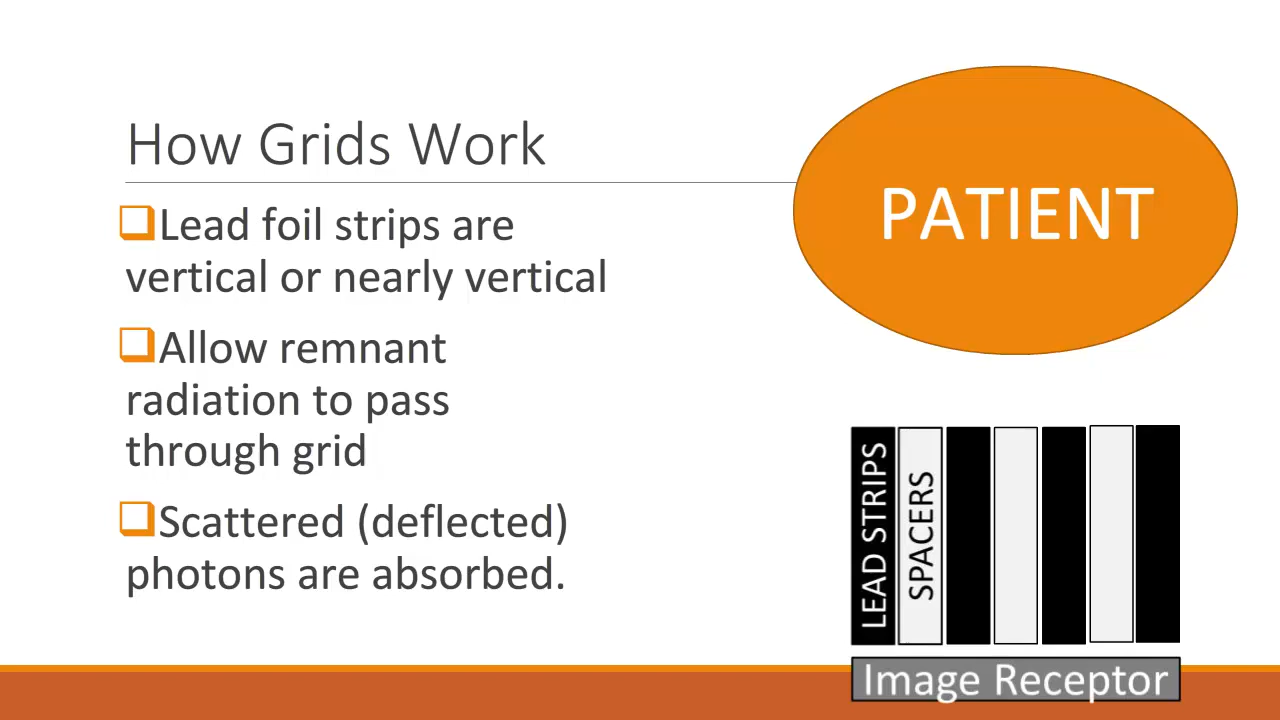 How Grids Work
Lead foil strips are
vertical or nearly vertical
Allow remnant
radiation to pass
through grid
Scattered (deflected)
photons are absorbed.
PATIENT
LEAD STRIPS
SPACERS
Image Receptor